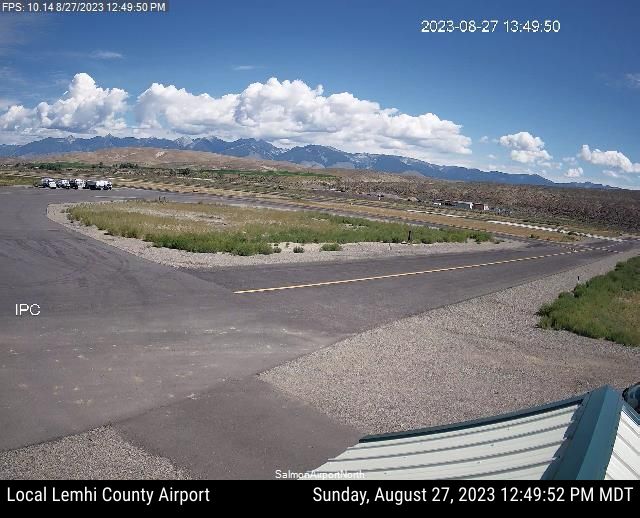 FPS: 10.14 8/27/2023 12:49:50 PM
2023-08-27 13:49:50
IPC
SalmonAirportNorth
Local Lemhi County Airport
Sunday, August 27, 2023 12:49:52 PM MDT